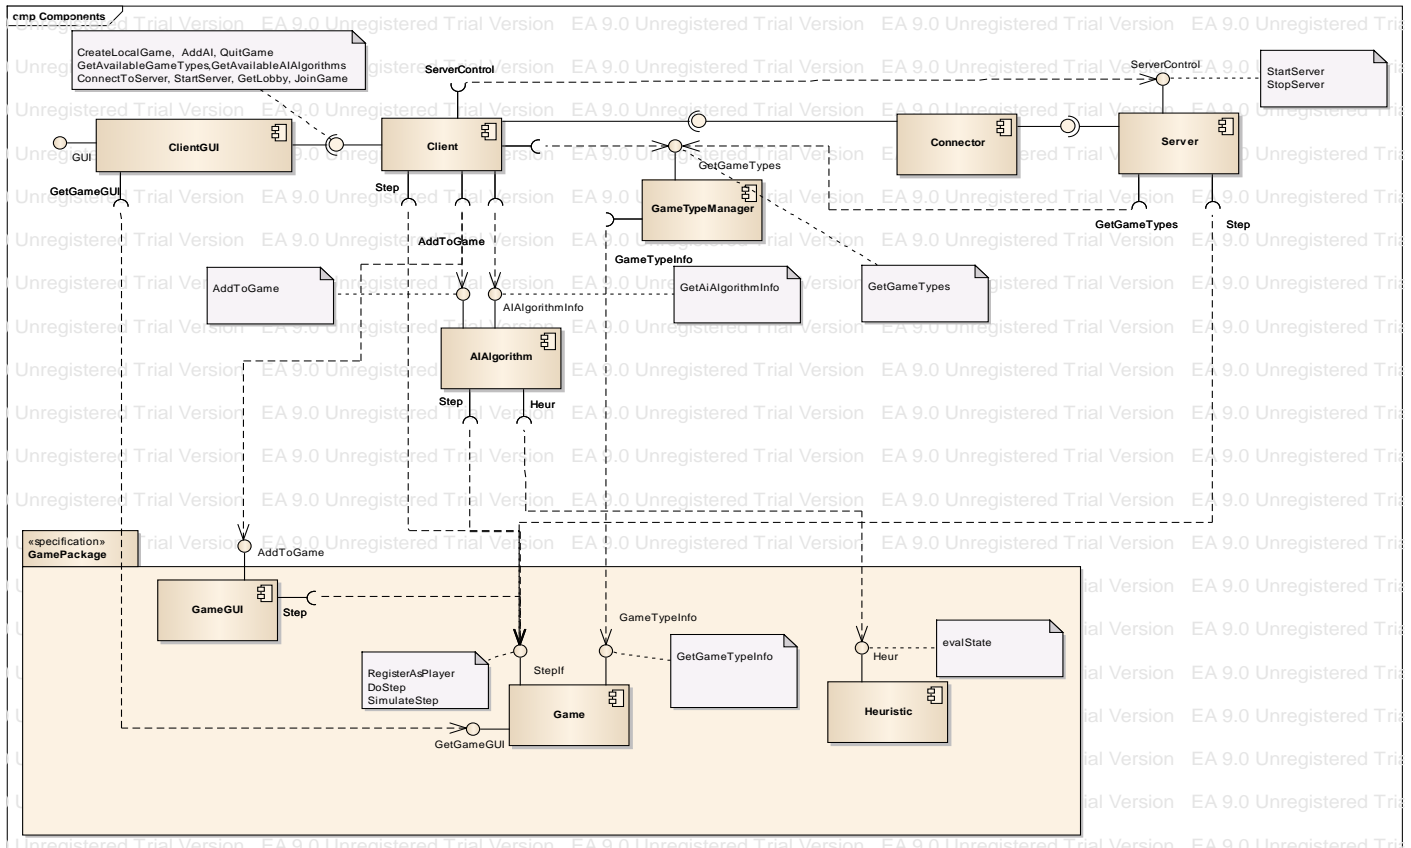 cmp Components
CreateLocalGame, AddAI, QuitGame
GetAvailableGameTypes,GetAvailableAIAlgorithms
ConnectToServer, StartServer, GetLobby, JoinGame
ServerControl
ServerControl
StartServer
StopServer
GUI
ClientGUI
Client
Connector
Server
GetGameGUI
Step
GetGameTypes
GameTypeManager
GetGameTypes
Step
AddToGame
GameTypeInfo
AddToGame
GetAiAlgorithmInfo
GetGameTypes
AIAlgorithmInfo
AIAlgorithm
Step
Heur
«specification»
GamePackage
AddToGame
GameGUI
Step
GameTypeInfo
RegisterAsPlayer
DoStep
SimulateStep
StepIf
GetGameTypeInfo
Heur
evalState
Game
Heuristic
GetGameGUI
EA 9.0 Unregistered Trial Version